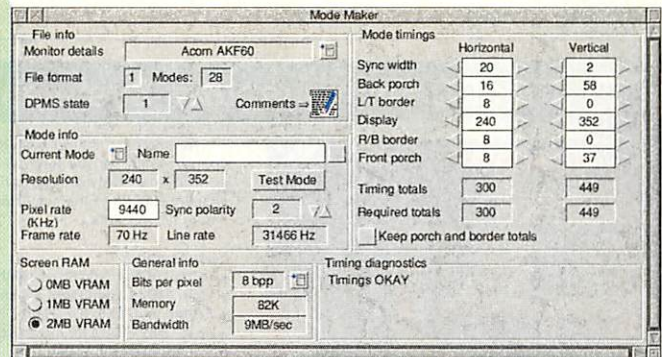 Mode Maker
File info
Monitor details Acorn AKF60
File format 1 Modes: 28
DPMS state 1 Comments ⇒
Mode info
Current Mode Name
Resolution 240 x 352 Test Mode
Pixel rate (KHz) 9440 Sync polarity 2
Frame rate 70 Hz Line rate 31466 Hz
Mode timings
Horizontal Vertical
Sync width 20 2
Back porch 16 58
L/T border 8 0
Display 240 352
R/B border 8 0
Front porch 8 37
Timing totals 300 449
Required totals 300 449
Keep porch and border totals
Screen RAM
0MB VRAM
1MB VRAM
2MB VRAM
General info
Bits per pixel 8 bpp
Memory 82K
Bandwidth 9MB/sec
Timing diagnostics
Timings OKAY